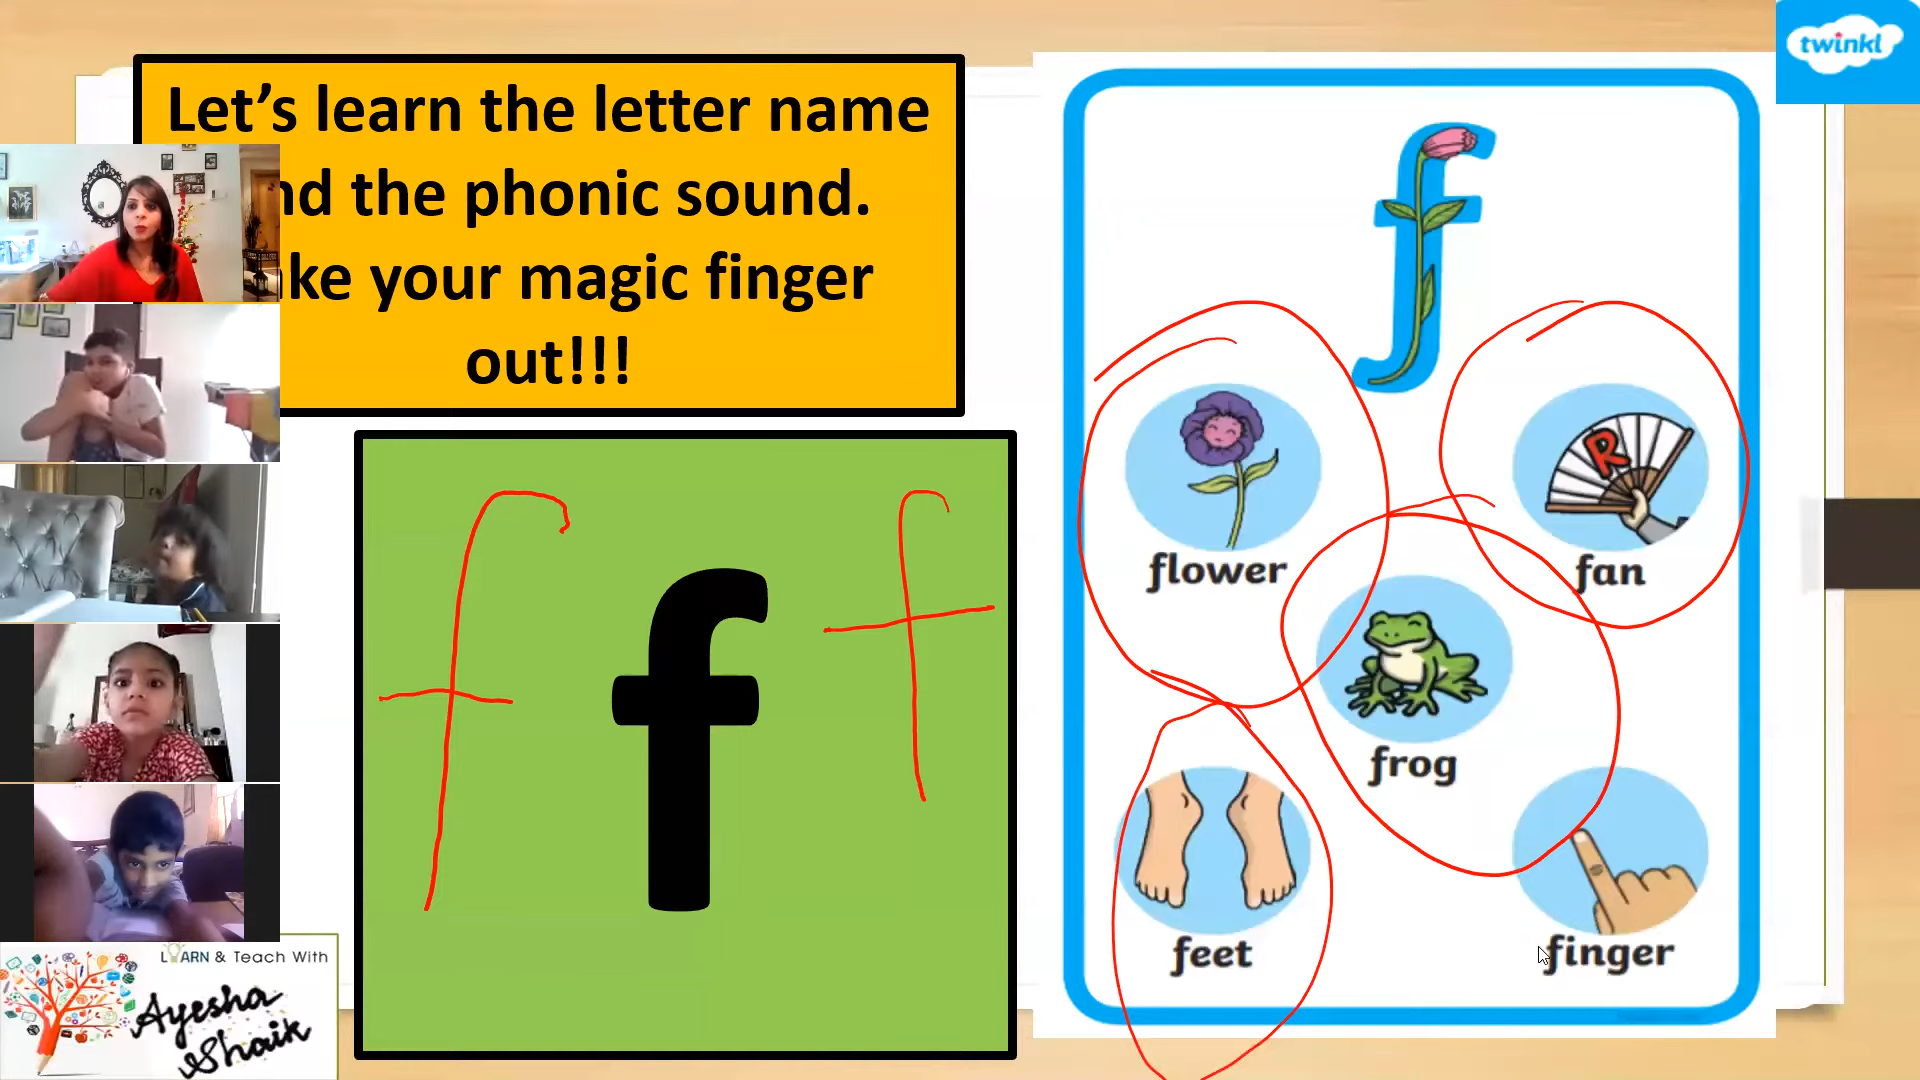 Let's learn the letter name
nd the phonic sound.
ke your magic finger
out!!!
twinkl
f
f
f
f
flower
fan
R
frog
feet
finger
LEARN & Teach With
Ayesha
Shaik